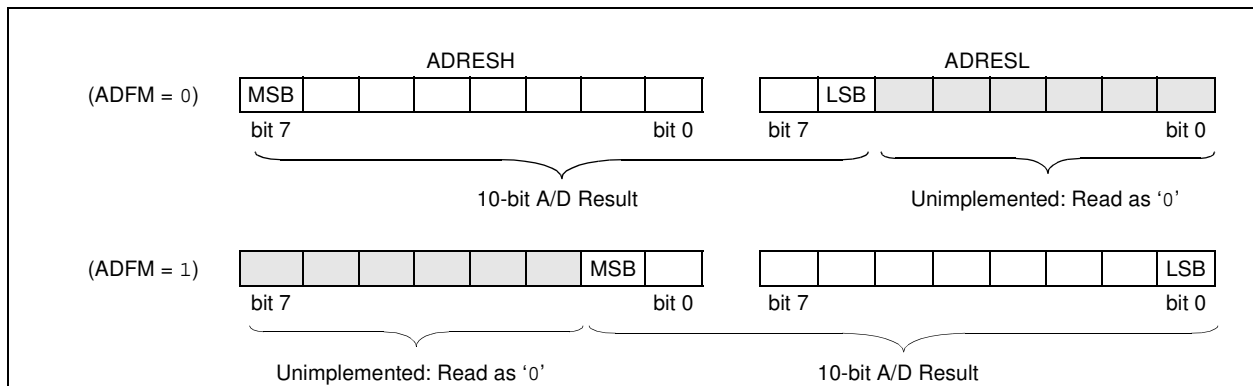 ADRESH ADRESL
(ADFM = 0) MSB LSB
bit 7 bit 0 bit 7 bit 0
10-bit A/D Result Unimplemented: Read as ‘0’
(ADFM = 1) MSB LSB
bit 7 bit 0 bit 7 bit 0
Unimplemented: Read as ‘0’ 10-bit A/D Result